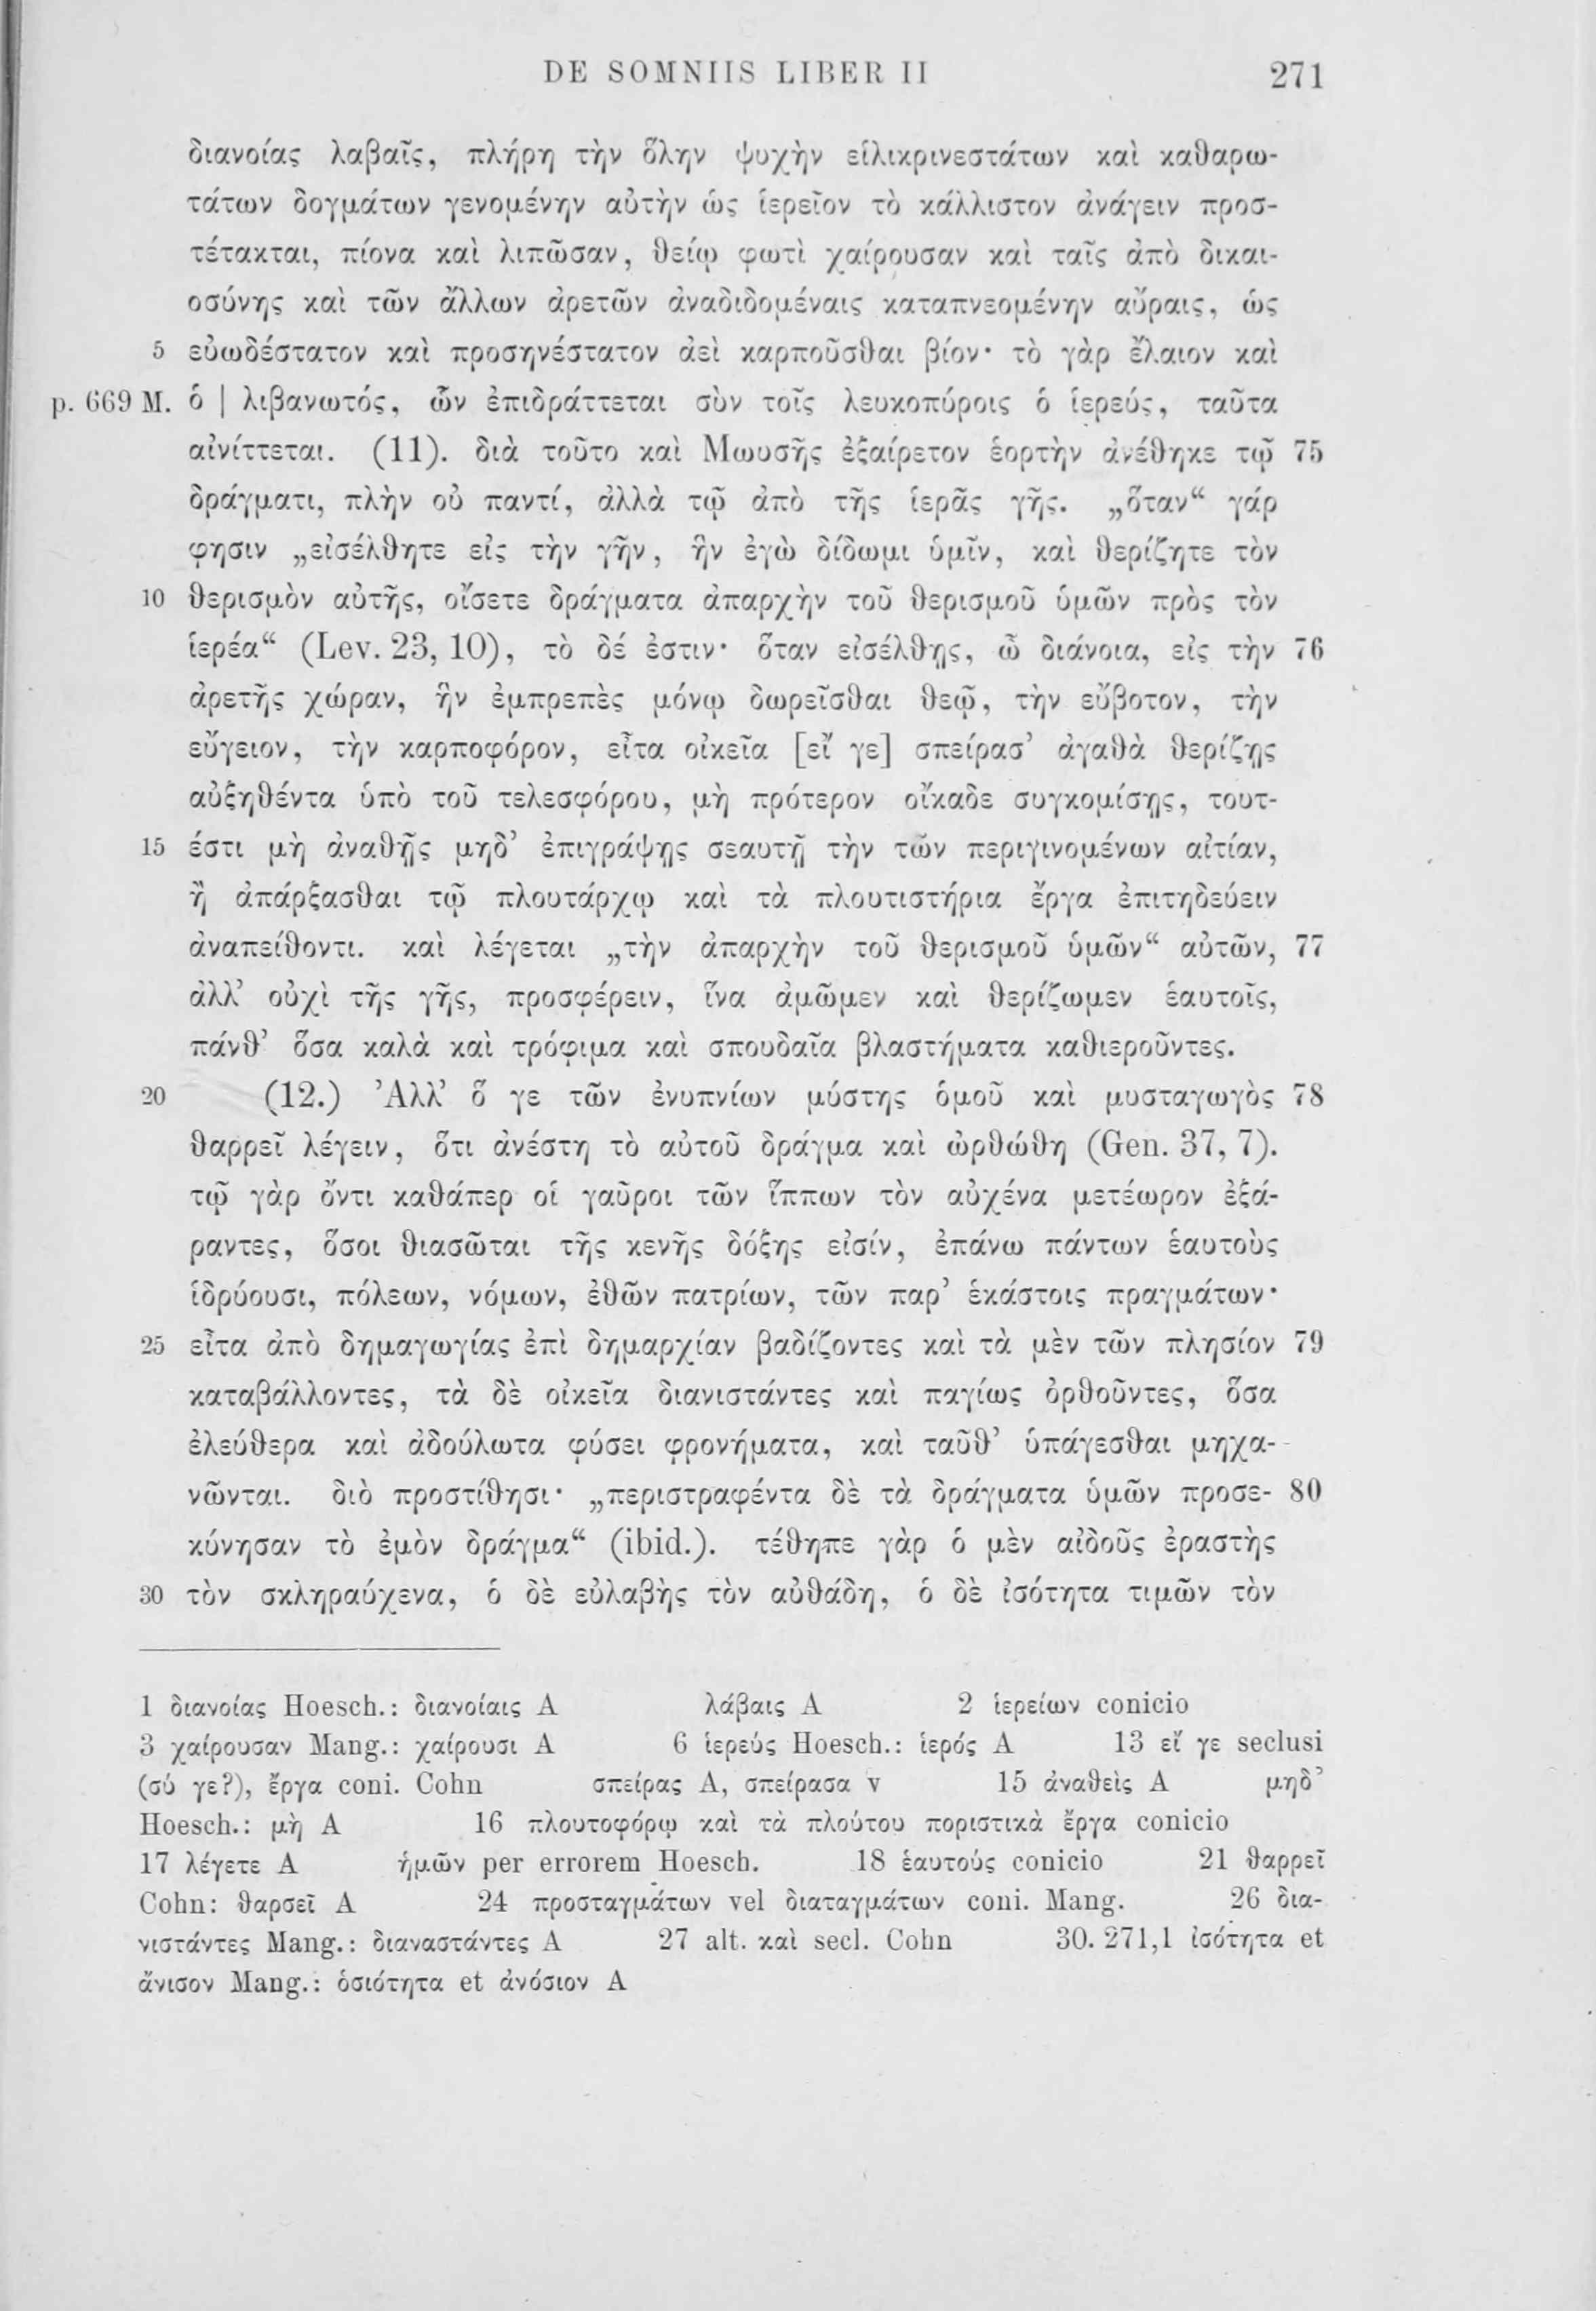 DE SOMNIIS LIBER II 271
διανοίας λαβαῖς, πλήρη τὴν ὅλην ψυχὴν εἱλικρινεστάτων καὶ καθαρω-
τάτων δογμάτων γενομένην αὐτὴν ὡς ἱερεῖον τὸ κάλλιστον ἀνάγειν προσ-
τέτακται, πίονα καὶ λιπῶσαν, θείῳ φωτὶ χαίρουσαν καὶ ταῖς ἀπὸ δικαι-
οσύνης καὶ τῶν ἄλλων ἀρετῶν ἀναδιδομέναις καταπνεομένην αὔραις, ὡς
5 εὐωδέστατον καὶ προσηνέστατον ἀεὶ καρποῦσθαι βίον· τὸ γὰρ ἔλαιον καὶ
p. 669 M. ὁ | λιβανωτός, ὧν ἐπιδράττεται σὺν τοῖς λευκοπύροις ὁ ἱερεύς, ταῦτα
αἰνίττεται. (11). διὰ τοῦτο καὶ Μωυσῆς ἐξαίρετον ἑορτὴν ἀνέθηκε τῷ 75
δράγματι, πλὴν οὐ παντί, ἀλλὰ τῷ ἀπὸ τῆς ἱερᾶς γῆς. „ὅταν“ γάρ
φησιν „εἰσέλθητε εἰς τὴν γῆν, ἣν ἐγὼ δίδωμι ὑμῖν, καὶ θερίζητε τὸν
10 θερισμὸν αὐτῆς, οἴσετε δράγματα ἀπαρχὴν τοῦ θερισμοῦ ὑμῶν πρὸς τὸν
ἱερέα“ (Lev. 23, 10), τὸ δέ ἐστιν· ὅταν εἰσέλθῃς, ὦ διάνοια, εἰς τὴν 76
ἀρετῆς χώραν, ἣν ἐμπρεπὲς μόνῳ δωρεῖσθαι θεῷ, τὴν εὔβοτον, τὴν
εὔγειον, τὴν καρποφόρον, εἶτα οἰκεῖα [εἴ γε] σπείρασ’ ἀγαθὰ θερίζῃς
αὐξηθέντα ὑπὸ τοῦ τελεσφόρου, μὴ πρότερον οἴκαδε συγκομίσῃς, τουτ-
15 έστι μὴ ἀναθῇς μηδ’ ἐπιγράψῃς σεαυτῇ τὴν τῶν περιγινομένων αἰτίαν,
ἢ ἀπάρξασθαι τῷ πλουτάρχῳ καὶ τὰ πλουτιστήρια ἔργα ἐπιτηδεύειν
ἀναπείθοντι. καὶ λέγεται „τὴν ἀπαρχὴν τοῦ θερισμοῦ ὑμῶν“ αὐτῶν, 77
ἀλλ’ οὐχὶ τῆς γῆς, προσφέρειν, ἵνα ἀμῶμεν καὶ θερίζωμεν ἑαυτοῖς,
πάνθ’ ὅσα καλὰ καὶ τρόφιμα καὶ σπουδαῖα βλαστήματα καθιεροῦντες.
20 (12.) Ἀλλ’ ὅ γε τῶν ἐνυπνίων μύστης ὁμοῦ καὶ μυσταγωγὸς 78
θαρρεῖ λέγειν, ὅτι ἀνέστη τὸ αὐτοῦ δράγμα καὶ ὠρθώθη (Gen. 37, 7).
τῷ γὰρ ὄντι καθάπερ οἱ γαῦροι τῶν ἵππων τὸν αὐχένα μετέωρον ἐξά-
ραντες, ὅσοι θιασῶται τῆς κενῆς δόξης εἰσίν, ἐπάνω πάντων ἑαυτοὺς
ἱδρύουσι, πόλεων, νόμων, ἐθῶν πατρίων, τῶν παρ’ ἑκάστοις πραγμάτων·
25 εἶτα ἀπὸ δημαγωγίας ἐπὶ δημαρχίαν βαδίζοντες καὶ τὰ μὲν τῶν πλησίον 79
καταβάλλοντες, τὰ δὲ οἰκεῖα διανιστάντες καὶ παγίως ὀρθοῦντες, ὅσα
ἐλεύθερα καὶ ἀδούλωτα φύσει φρονήματα, καὶ ταῦθ’ ὑπάγεσθαι μηχα-
νῶνται. διὸ προστίθησι· „περιστραφέντα δὲ τὰ δράγματα ὑμῶν προσε- 80
κύνησαν τὸ ἐμὸν δράγμα“ (ibid.). τέθηπε γὰρ ὁ μὲν αἰδοῦς ἐραστὴς
30 τὸν σκληραύχενα, ὁ δὲ εὐλαβὴς τὸν αὐθάδη, ὁ δὲ ἰσότητα τιμῶν τὸν
1 διανοίας Hoesch.: διανοίαις A λάβαις A 2 ἱερείων conicio
3 χαίρουσαν Mang.: χαίρουσι A 6 ἱερεύς Hoesch.: ἱερός A 13 εἴ γε seclusi
(σύ γε?), ἔργα coni. Cohn σπείρας A, σπείρασα v 15 ἀναθεὶς A μηδ’
Hoesch.: μὴ A 16 πλουτοφόρῳ καὶ τὰ πλούτου ποριστικὰ ἔργα conicio
17 λέγετε A ἡμῶν per errorem Hoesch. 18 ἑαυτούς conicio 21 θαρρεῖ
Cohn: θαρσεῖ A 24 προσταγμάτων vel διαταγμάτων coni. Mang. 26 δια-
νιστάντες Mang.: διαναστάντες A 27 alt. καὶ secl. Cohn 30. 271,1 ἰσότητα et
ἄνισον Mang.: ὁσιότητα et ἀνόσιον A